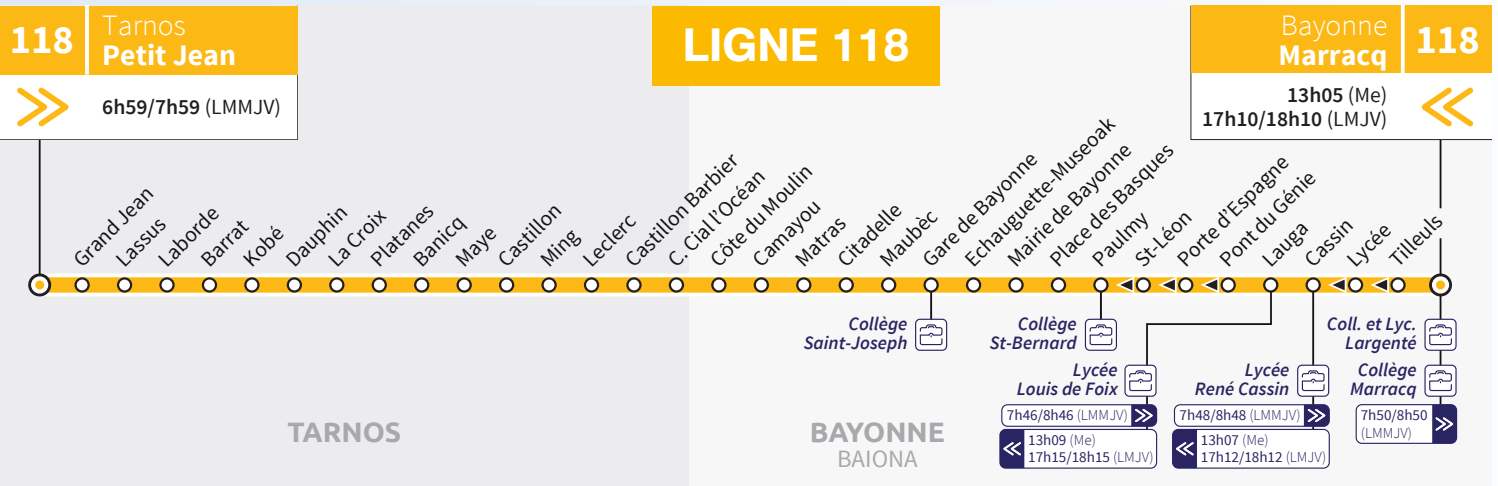 118
Tarnos
Petit Jean
6h59/7h59 (LMMJV)
LIGNE 118
Bayonne
Marracq
118
13h05 (Me)
17h10/18h10 (LMJV)
Grand Jean
Lassus
Laborde
Barrat
Kobé
Dauphin
La Croix
Platanes
Banicq
Maye
Castillon
Ming
Leclerc
Castillon Barbier
C. Cial l'Océan
Côte du Moulin
Camayou
Matras
Citadelle
Maubèc
Gare de Bayonne
Echauguette-Museoak
Mairie de Bayonne
Place des Basques
Paulmy
St-Léon
Porte d'Espagne
Pont du Génie
Lauga
Cassin
Lycée
Tilleuls
Collège
Saint-Joseph
Collège
St-Bernard
Coll. et Lyc.
Largenté
Lycée
Louis de Foix
7h46/8h46 (LMMJV)
13h09 (Me)
17h15/18h15 (LMJV)
Lycée
René Cassin
7h48/8h48 (LMMJV)
13h07 (Me)
17h12/18h12 (LMJV)
Collège
Marracq
7h50/8h50
(LMMJV)
TARNOS
BAYONNE
BAIONA